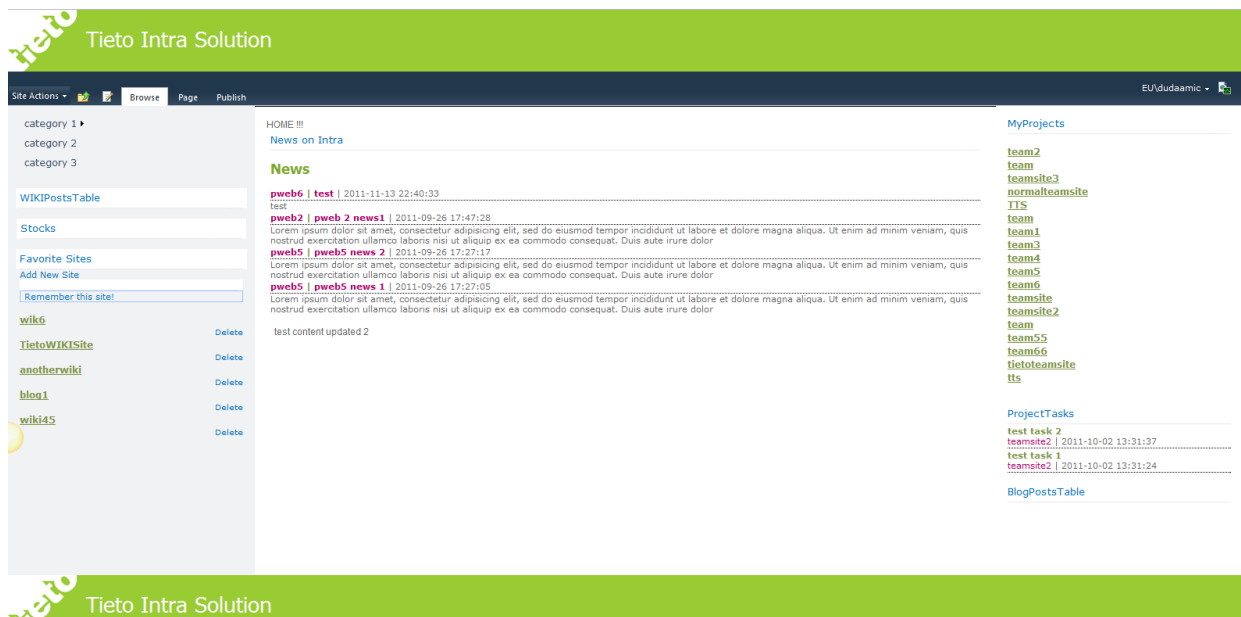 tieto
Tieto Intra Solution
Site Actions
Browse
Page
Publish
EU\dudaamic
category 1
category 2
category 3
WIKIPostsTable
Stocks
Favorite Sites
Add New Site
Remember this site!
wik6
Delete
TietoWIKISite
Delete
anotherwiki
Delete
blog1
Delete
wiki45
Delete
HOME !!!
News on Intra
News
pweb6 | test | 2011-11-13 22:40:33
test
pweb2 | pweb 2 news1 | 2011-09-26 17:47:28
Lorem ipsum dolor sit amet, consectetur adipisicing elit, sed do eiusmod tempor incididunt ut labore et dolore magna aliqua. Ut enim ad minim veniam, quis
nostrud exercitation ullamco laboris nisi ut aliquip ex ea commodo consequat. Duis aute irure dolor
pweb5 | pweb5 news 2 | 2011-09-26 17:27:17
Lorem ipsum dolor sit amet, consectetur adipisicing elit, sed do eiusmod tempor incididunt ut labore et dolore magna aliqua. Ut enim ad minim veniam, quis
nostrud exercitation ullamco laboris nisi ut aliquip ex ea commodo consequat. Duis aute irure dolor
pweb5 | pweb5 news 1 | 2011-09-26 17:27:05
Lorem ipsum dolor sit amet, consectetur adipisicing elit, sed do eiusmod tempor incididunt ut labore et dolore magna aliqua. Ut enim ad minim veniam, quis
nostrud exercitation ullamco laboris nisi ut aliquip ex ea commodo consequat. Duis aute irure dolor
test content updated 2
MyProjects
team2
team
teamsite3
normalteamsite
TTS
team
team1
team3
team4
team5
team6
teamsite
teamsite2
team
team55
team66
tietoteamsite
tts
ProjectTasks
test task 2
teamsite2 | 2011-10-02 13:31:37
test task 1
teamsite2 | 2011-10-02 13:31:24
BlogPostsTable
tieto
Tieto Intra Solution